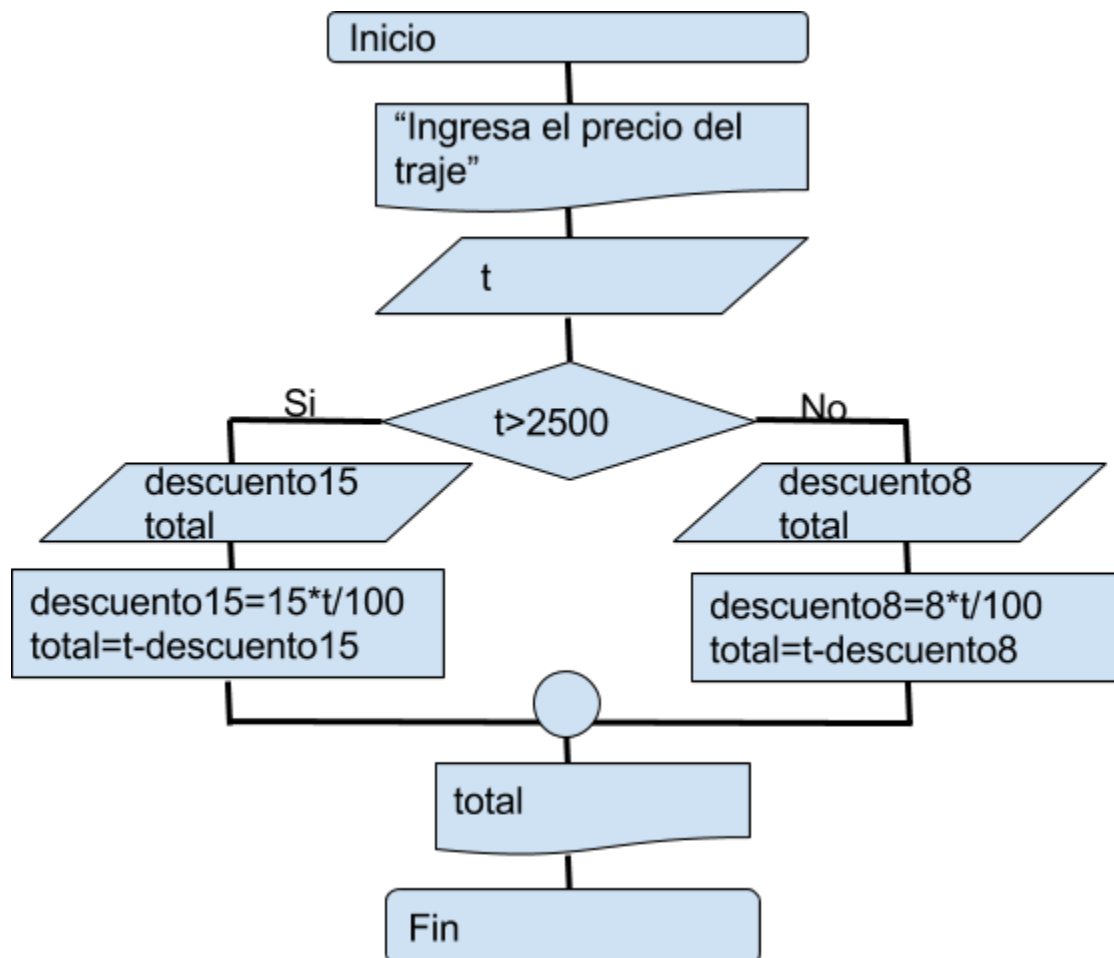 Inicio
“Ingresa el precio del
traje”
t
t>2500
Si
No
descuento15
total
descuento8
total
descuento15=15*t/100
total=t-descuento15
descuento8=8*t/100
total=t-descuento8
total
Fin